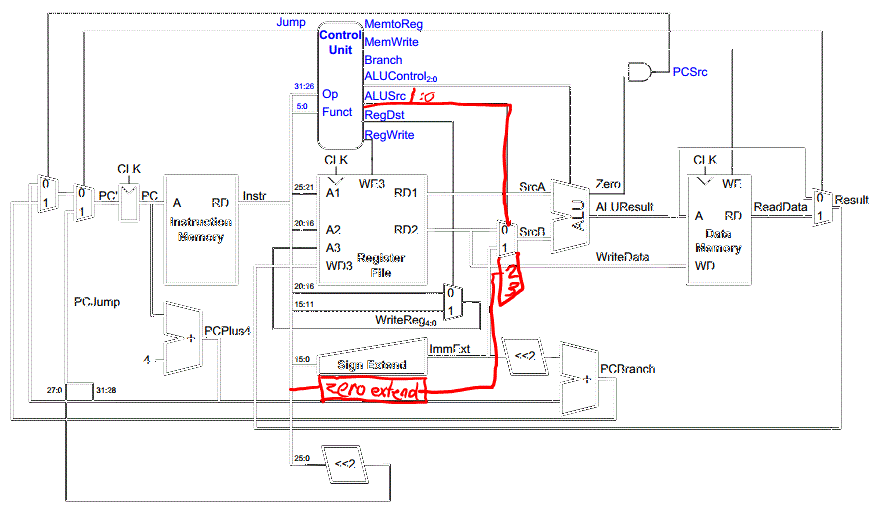 Jump
MemtoReg
Control
Unit
MemWrite
Branch
ALUControl2:0
PCSrc
31:26
Op
ALUSrc 1:0
5:0
Funct
RegDst
RegWrite
CLK
CLK
CLK
0
1
0
1
PC'
PC
A
RD
Instruction
Memory
Instr
25:21
A1
WE3
RD1
SrcA
Zero
WE
0
1
Result
20:16
A2
RD2
0
1
SrcB
ALU
ALUResult
A
RD
ReadData
Data
Memory
A3
Register
File
WD3
2
3
WriteData
WD
20:16
0
15:11
1
WriteReg4:0
PCJump
PCPlus4
+
4
ImmExt
15:0
Sign Extend
<<2
PCBranch
+
zero extend
27:0
31:28
25:0
<<2